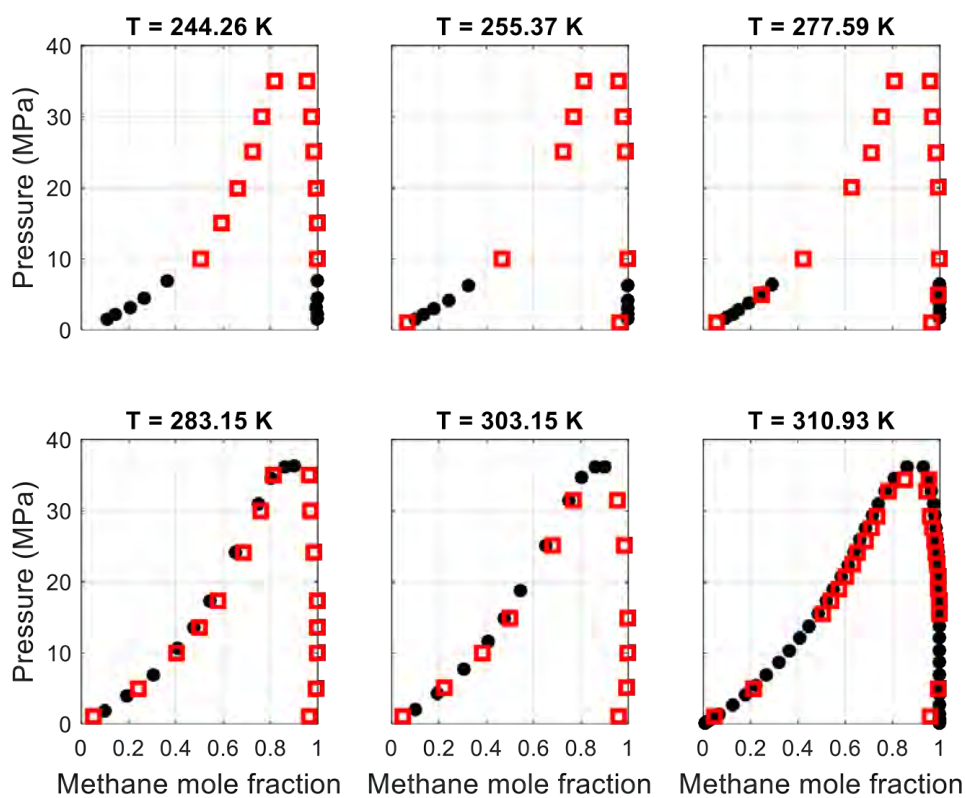 T = 244.26 K
T = 255.37 K
T = 277.59 K
Pressure (MPa)
40
30
20
10
0
T = 283.15 K
T = 303.15 K
T = 310.93 K
Pressure (MPa)
40
30
20
10
0
0 0.2 0.4 0.6 0.8 1
0 0.2 0.4 0.6 0.8 1
0 0.2 0.4 0.6 0.8 1
Methane mole fraction
Methane mole fraction
Methane mole fraction